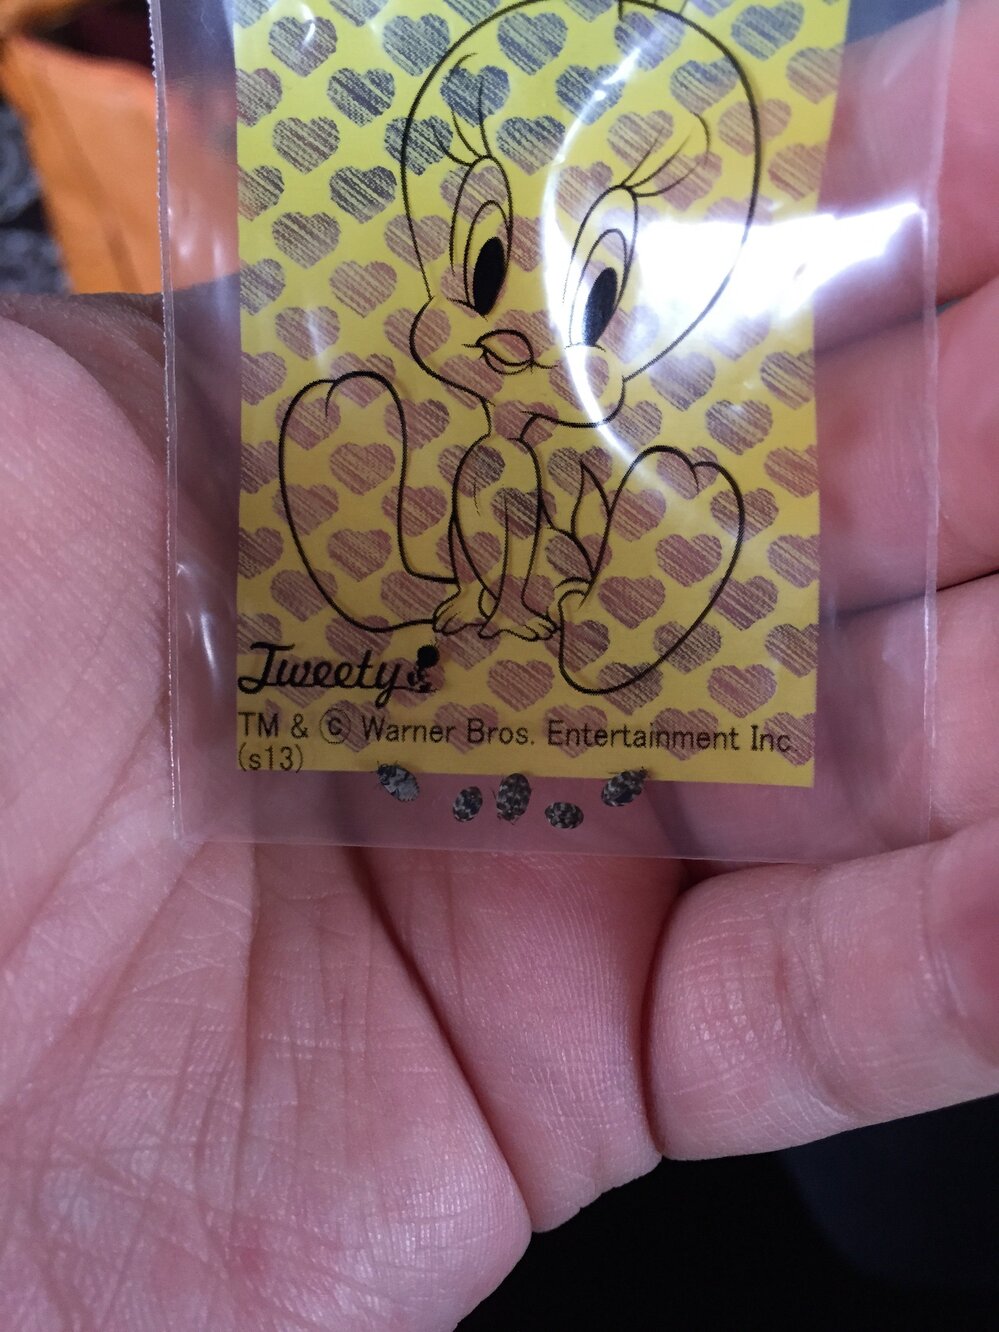 Tweety
TM & © Warner Bros. Entertainment Inc.
(s13)